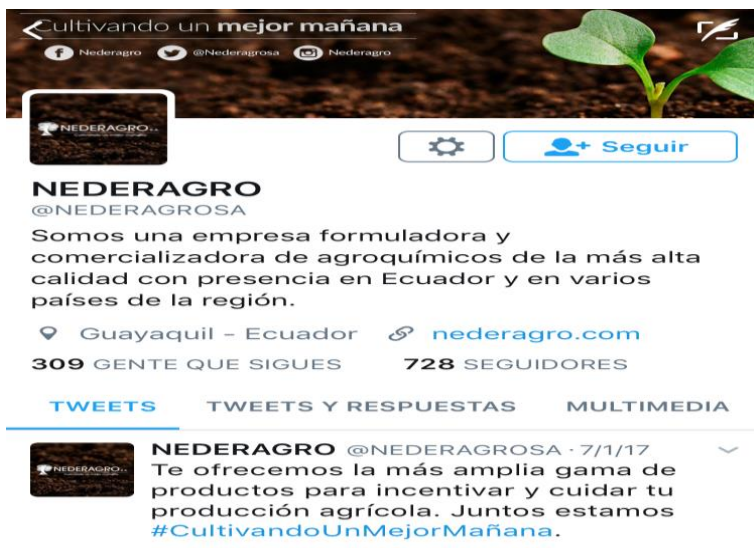 Cultivando un mejor mañana
Nederagro @Nederagrosa Nederagro
NEDERAGRO
Seguir
NEDERAGRO
@NEDERAGROSA
Somos una empresa formuladora y
comercializadora de agroquímicos de la más alta
calidad con presencia en Ecuador y en varios
países de la región.
Guayaquil – Ecuador nederagro.com
309 GENTE QUE SIGUES 728 SEGUIDORES
TWEETS TWEETS Y RESPUESTAS MULTIMEDIA
NEDERAGRO @NEDERAGROSA · 7/1/17
NEDERAGRO
Te ofrecemos la más amplia gama de
productos para incentivar y cuidar tu
producción agrícola. Juntos estamos
#CultivandoUnMejorMañana.